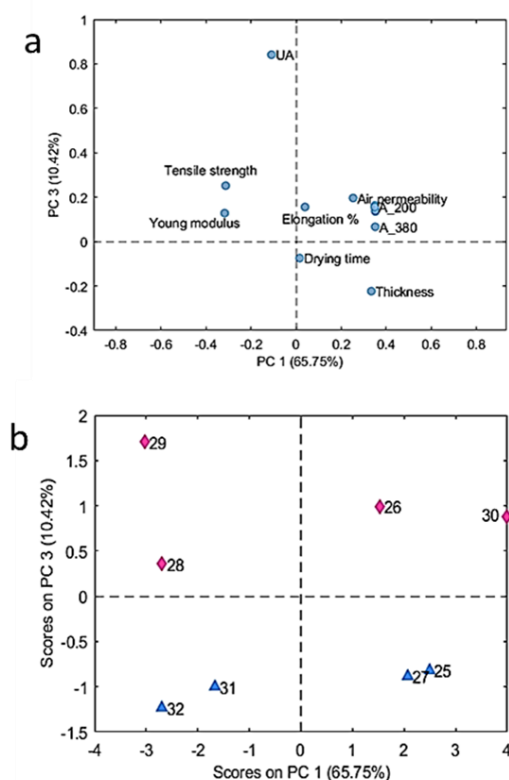 a
1
0.8
0.6
0.4
0.2
0
-0.2
-0.4
PC 3 (10.42%)
UA
Tensile strength
Young modulus
Air permeability
A_200
Elongation %
A_380
Drying time
Thickness
-0.8 -0.6 -0.4 -0.2 0 0.2 0.4 0.6 0.8
PC 1 (65.75%)
b
2
1.5
1
0.5
0
-0.5
-1
-1.5
Scores on PC 3 (10.42%)
29
26
30
28
27
25
31
32
-4 -3 -2 -1 0 1 2 3 4
Scores on PC 1 (65.75%)